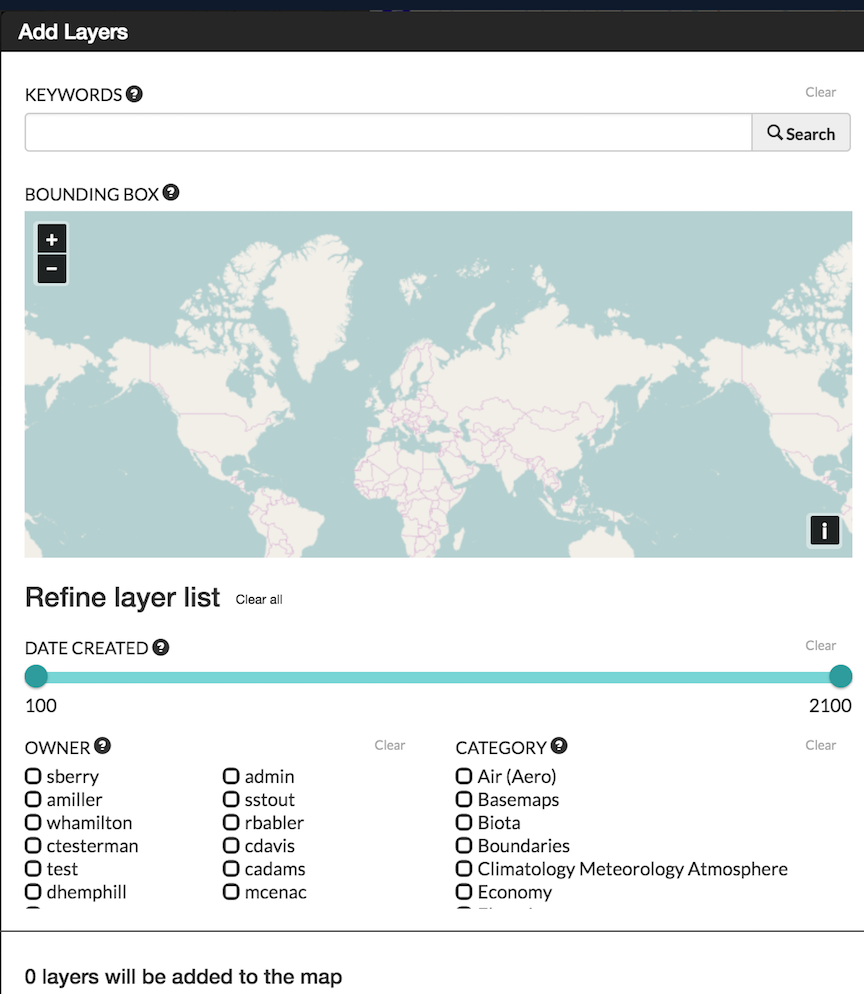 Add Layers
KEYWORDS ? Clear
Search
BOUNDING BOX ?
+
−
i
Refine layer list Clear all
DATE CREATED ? Clear
100 2100
OWNER ? Clear
sberry admin
amiller sstout
whamilton rbabler
ctesterman cdavis
test cadams
dhemphill mcenac
CATEGORY ? Clear
Air (Aero)
Basemaps
Biota
Boundaries
Climatology Meteorology Atmosphere
Economy
0 layers will be added to the map